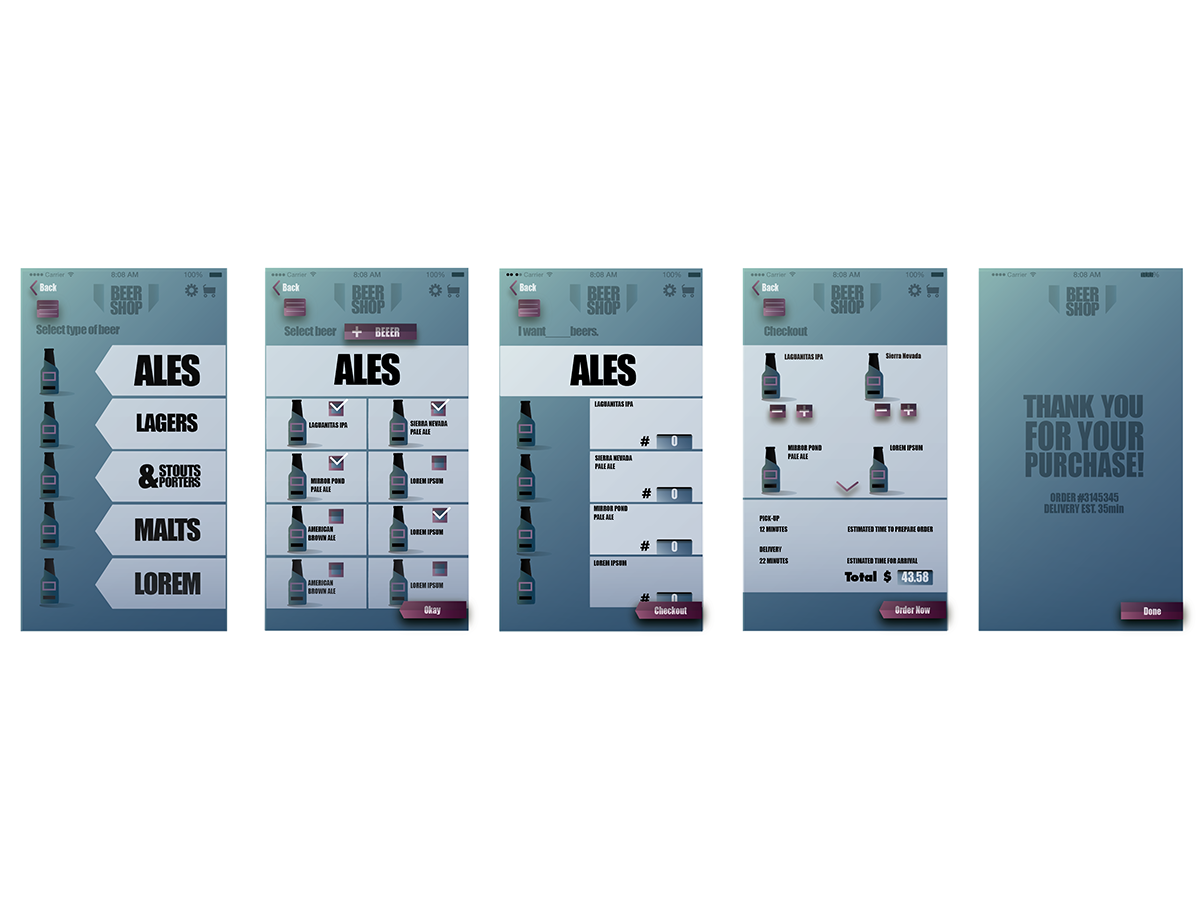 Carrier 8:08 AM 100%
Back
BEER
SHOP
Select type of beer
ALES
LAGERS
& STOUTS
PORTERS
MALTS
LOREM
Carrier 8:08 AM 100%
Back
BEER
SHOP
Select beer + BEEER
ALES
LAGUANITAS IPA
SIERRA NEVADA
PALE ALE
MIRROR POND
PALE ALE
LOREM IPSUM
AMERICAN
BROWN ALE
LOREM IPSUM
AMERICAN
BROWN ALE
LOREM IPSUM
Okay
Carrier 8:08 AM 100%
Back
BEER
SHOP
I want____beers.
ALES
LAGUANITAS IPA
# 0
SIERRA NEVADA
PALE ALE
# 0
MIRROR POND
PALE ALE
# 0
LOREM IPSUM
# 0
Checkout
Carrier 8:08 AM 100%
Back
BEER
SHOP
Checkout
LAGUANITAS IPA
Sierra Nevada
− +
− +
MIRROR POND
PALE ALE
LOREM IPSUM
PICK-UP
12 MINUTES ESTIMATED TIME TO PREPARE ORDER
DELIVERY
22 MINUTES ESTIMATED TIME FOR ARRIVAL
Total $ 43.58
Order Now
Carrier 8:08 AM
BEER
SHOP
THANK YOU
FOR YOUR
PURCHASE!
ORDER #3145345
DELIVERY EST. 35min
Done